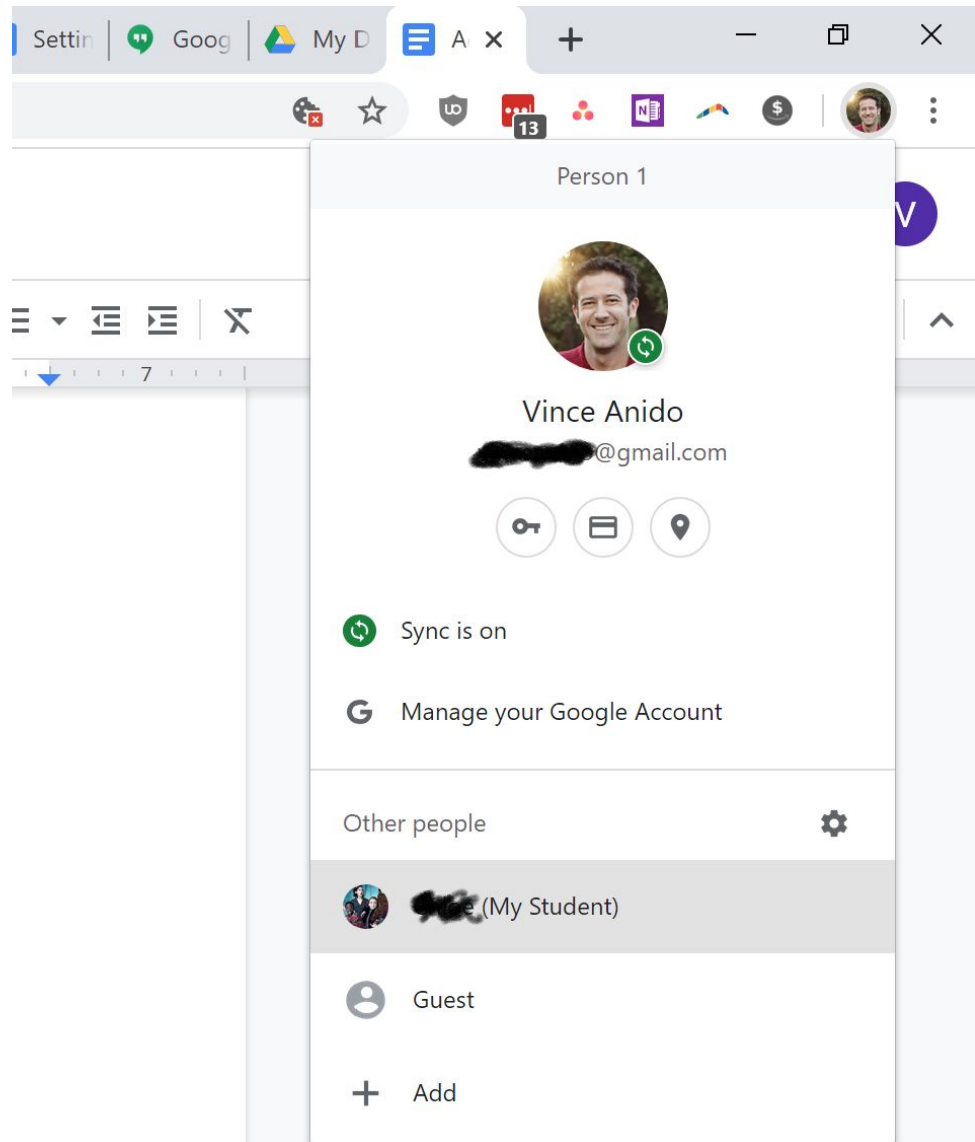 Settin Goog My D A
UO 13 N $
Person 1
V
7
Vince Anido
@gmail.com
Sync is on
G Manage your Google Account
Other people
(My Student)
Guest
Add